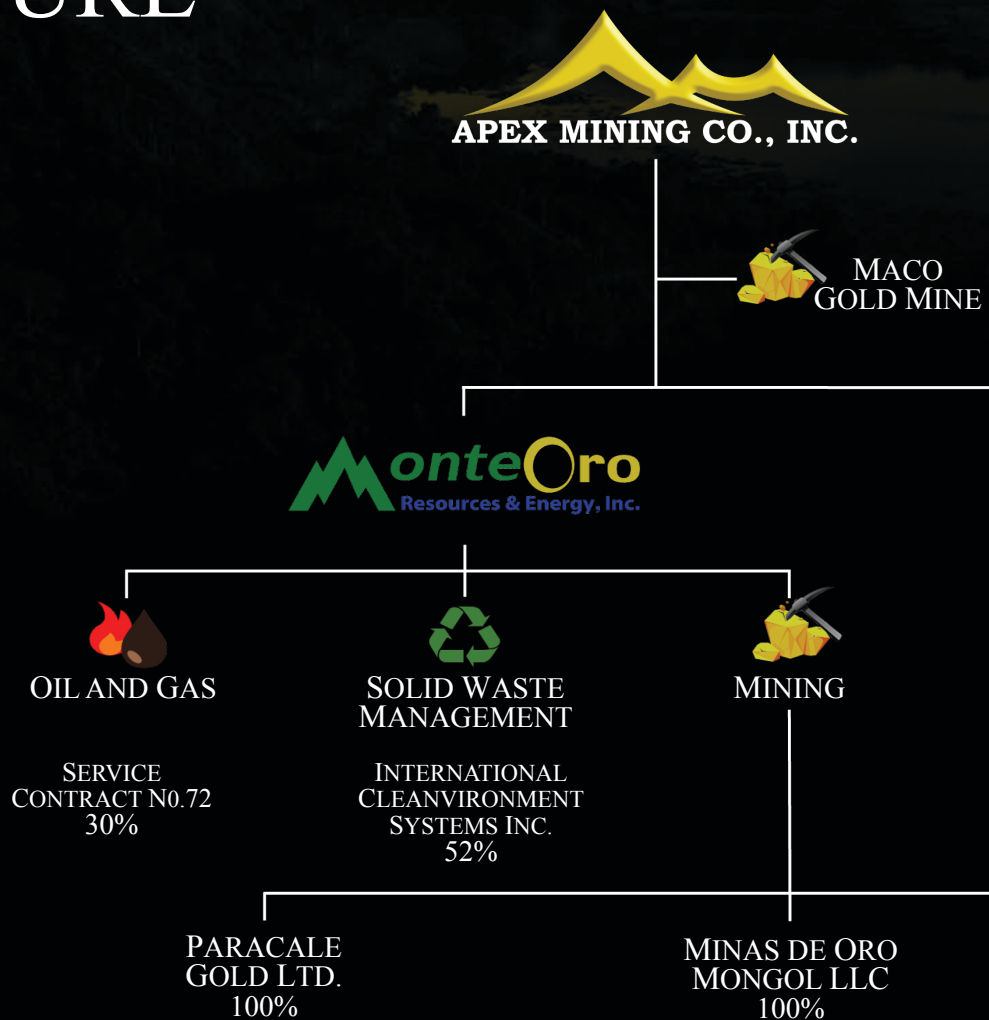 URE
APEX MINING CO., INC.
MACO
GOLD MINE
MonteOro
Resources & Energy, Inc.
OIL AND GAS
SOLID WASTE
MANAGEMENT
MINING
SERVICE
CONTRACT N0.72
30%
INTERNATIONAL
CLEANVIRONMENT
SYSTEMS INC.
52%
PARACALE
GOLD LTD.
100%
MINAS DE ORO
MONGOL LLC
100%